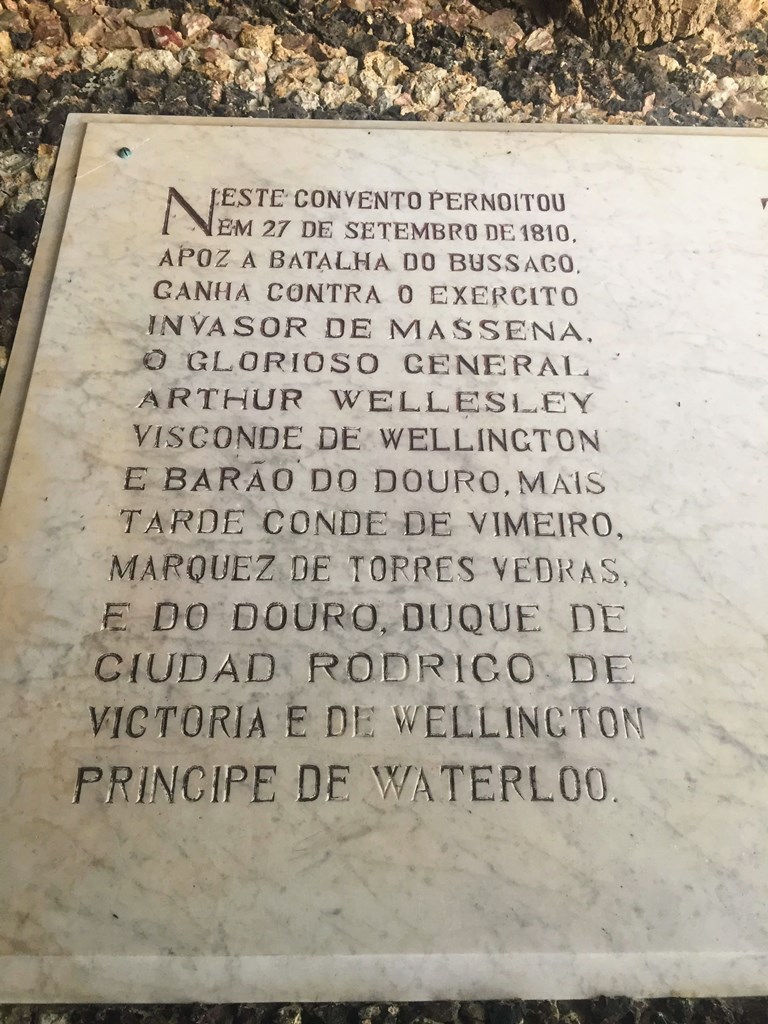 NESTE CONVENTO PERNOITOU
EM 27 DE SETEMBRO DE 1810,
APOZ A BATALHA DO BUSSACO,
GANHA CONTRA O EXERCITO
INVASOR DE MASSENA,
O GLORIOSO GENERAL
ARTHUR WELLESLEY
VISCONDE DE WELLINGTON
E BARÃO DO DOURO, MAIS
TARDE CONDE DE VIMEIRO,
MARQUEZ DE TORRES VEDRAS,
E DO DOURO, DUQUE DE
CIUDAD RODRIGO DE
VICTORIA E DE WELLINGTON
PRINCIPE DE WATERLOO.